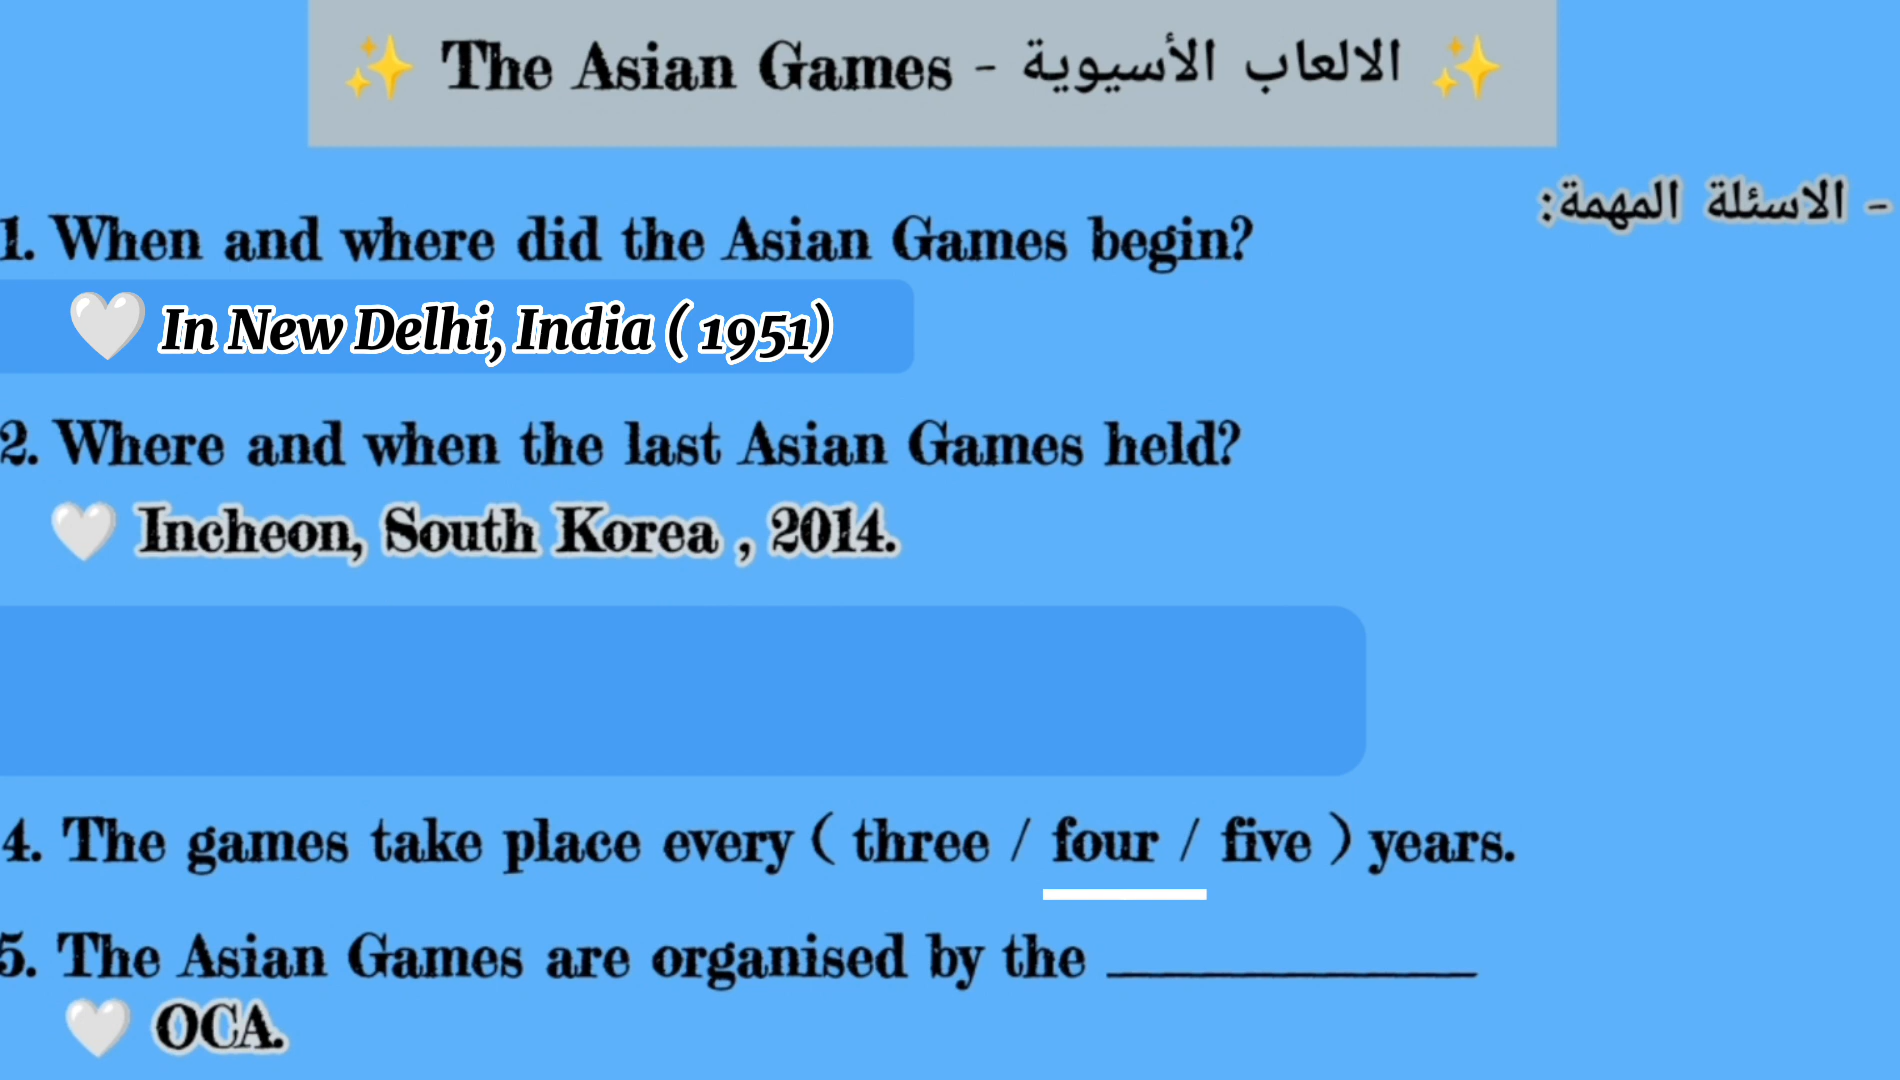 ✨ The Asian Games - الالعاب الأسيوية ✨
- الاسئلة المهمة:
1. When and where did the Asian Games begin?
🤍 In New Delhi, India ( 1951)
2. Where and when the last Asian Games held?
🤍 Incheon, South Korea , 2014.
4. The games take place every ( three / four / five ) years.
5. The Asian Games are organised by the ____________
🤍 OCA.